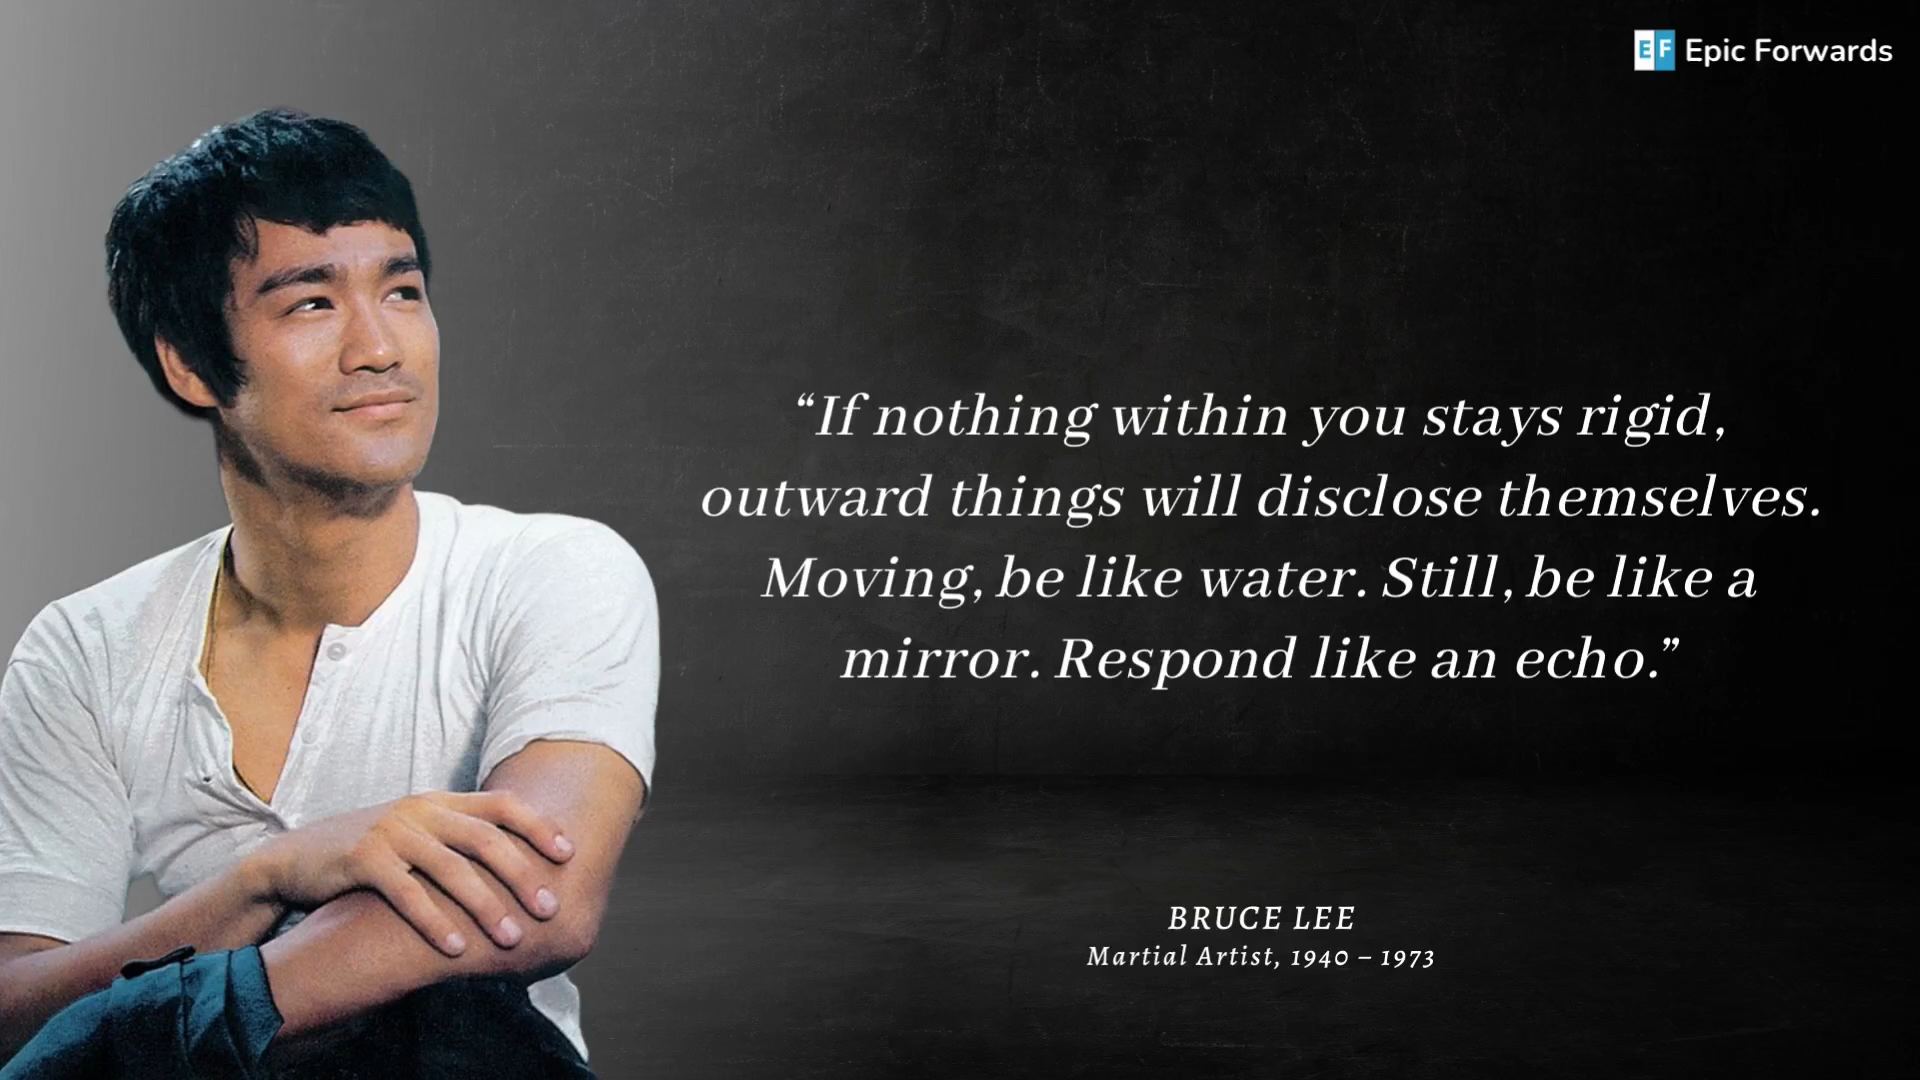 EF Epic Forwards
“If nothing within you stays rigid,
outward things will disclose themselves.
Moving, be like water. Still, be like a
mirror. Respond like an echo.”
BRUCE LEE
Martial Artist, 1940 – 1973